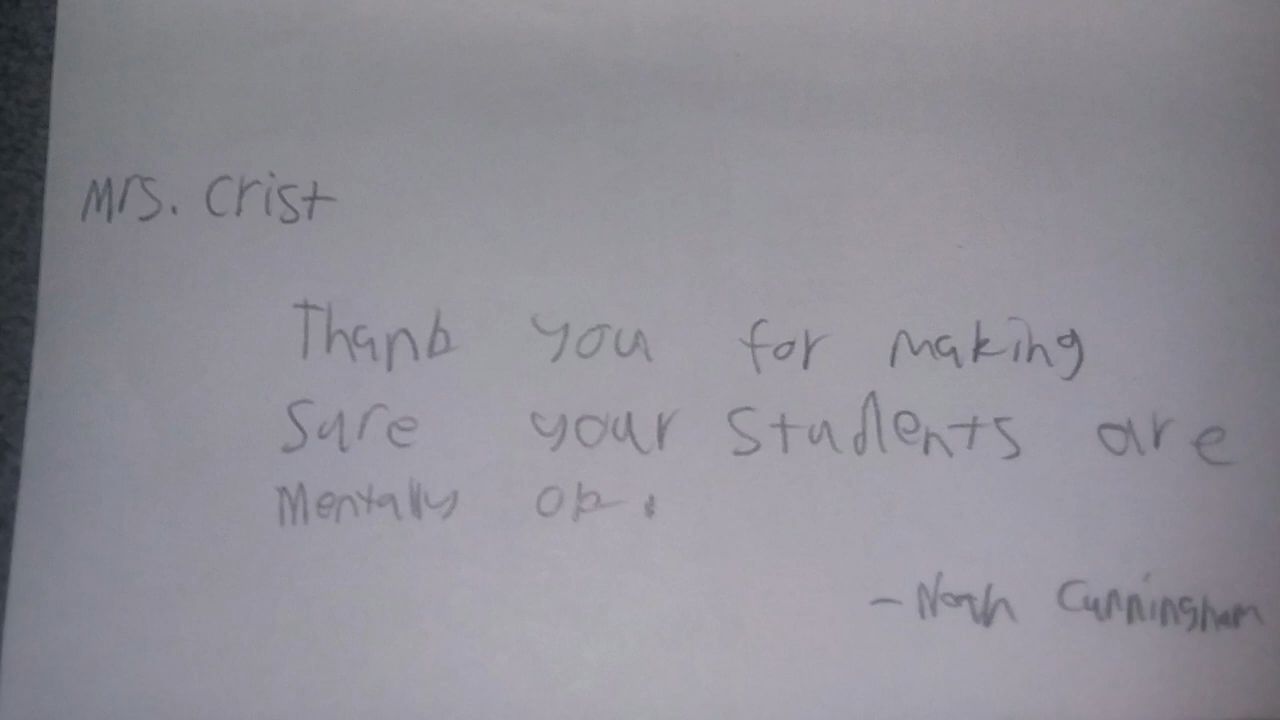 Mrs. Crist
Thank you for making
Sure your students are
Mentally ok.
- Noah Cunningham